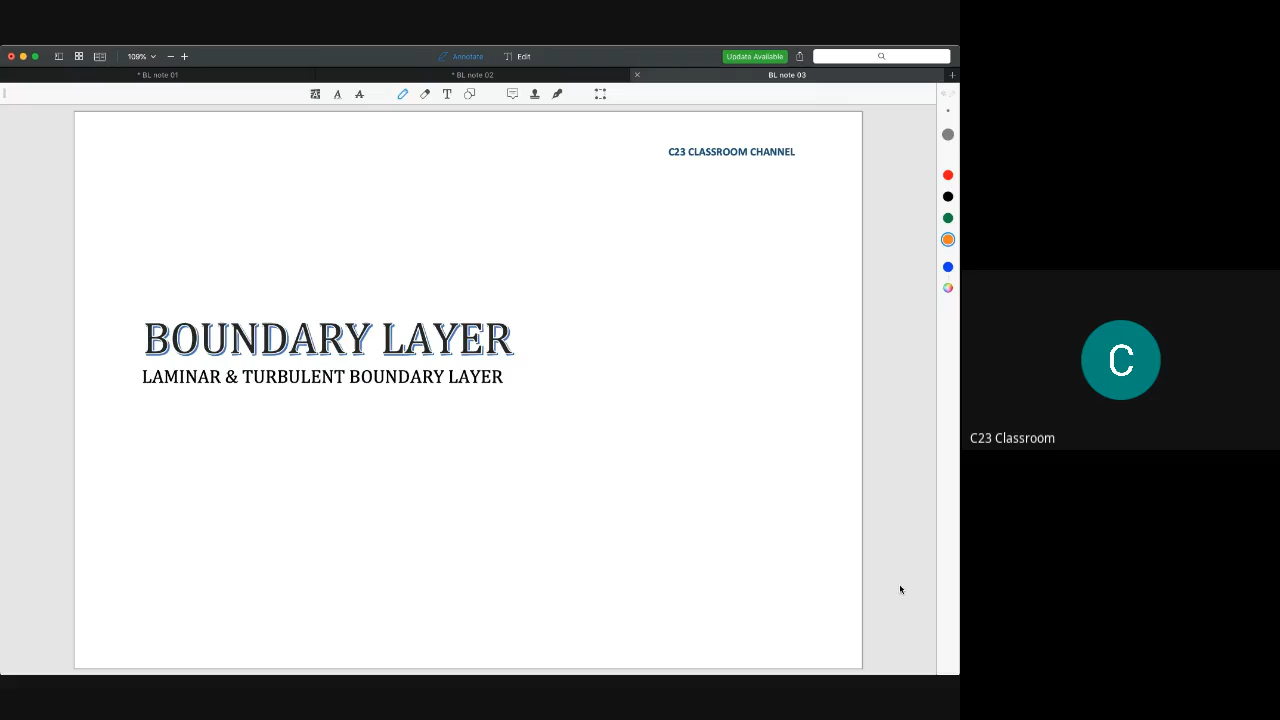 109%
Annotate
T Edit
Update Available
* BL note 01
* BL note 02
BL note 03
C23 CLASSROOM CHANNEL
BOUNDARY LAYER
LAMINAR & TURBULENT BOUNDARY LAYER
C
C23 Classroom